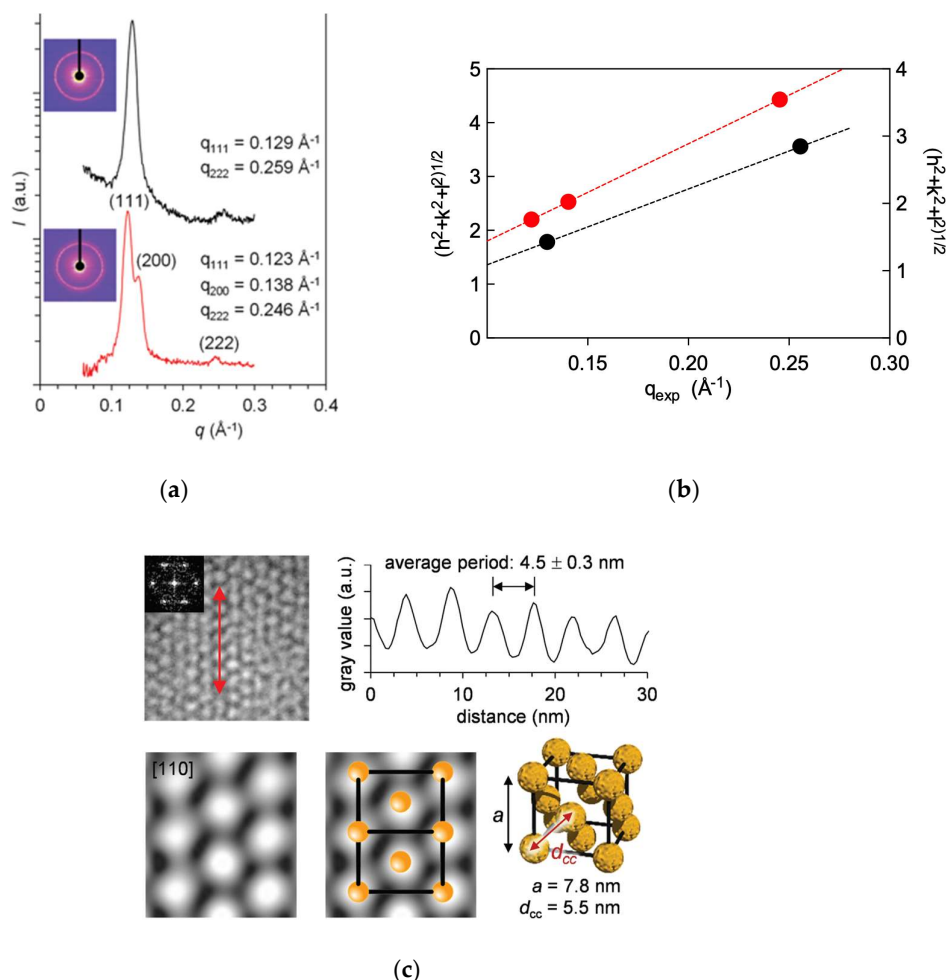 I (a.u.)
q₁₁₁ = 0.129 Å⁻¹
q₂₂₂ = 0.259 Å⁻¹
(111)
(200)
q₁₁₁ = 0.123 Å⁻¹
q₂₀₀ = 0.138 Å⁻¹
q₂₂₂ = 0.246 Å⁻¹
(222)
0 0.1 0.2 0.3 0.4
q (Å⁻¹)
(a)
5
4
3
2
1
0
(h²+k²+l²)1/2
4
3
2
1
0
(h²+k²+l²)1/2
0.15 0.20 0.25 0.30
q_exp (Å⁻¹)
(b)
average period: 4.5 ± 0.3 nm
gray value (a.u.)
0 10 20 30
distance (nm)
[110]
a
d_cc
a = 7.8 nm
d_cc = 5.5 nm
(c)